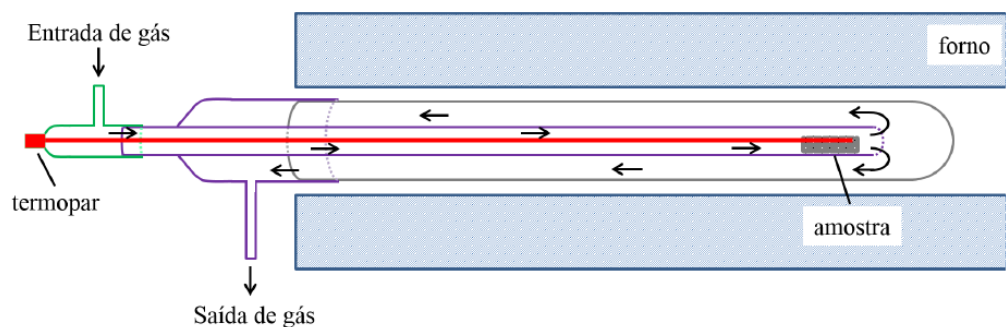 Entrada de gás
forno
termopar
amostra
Saída de gás